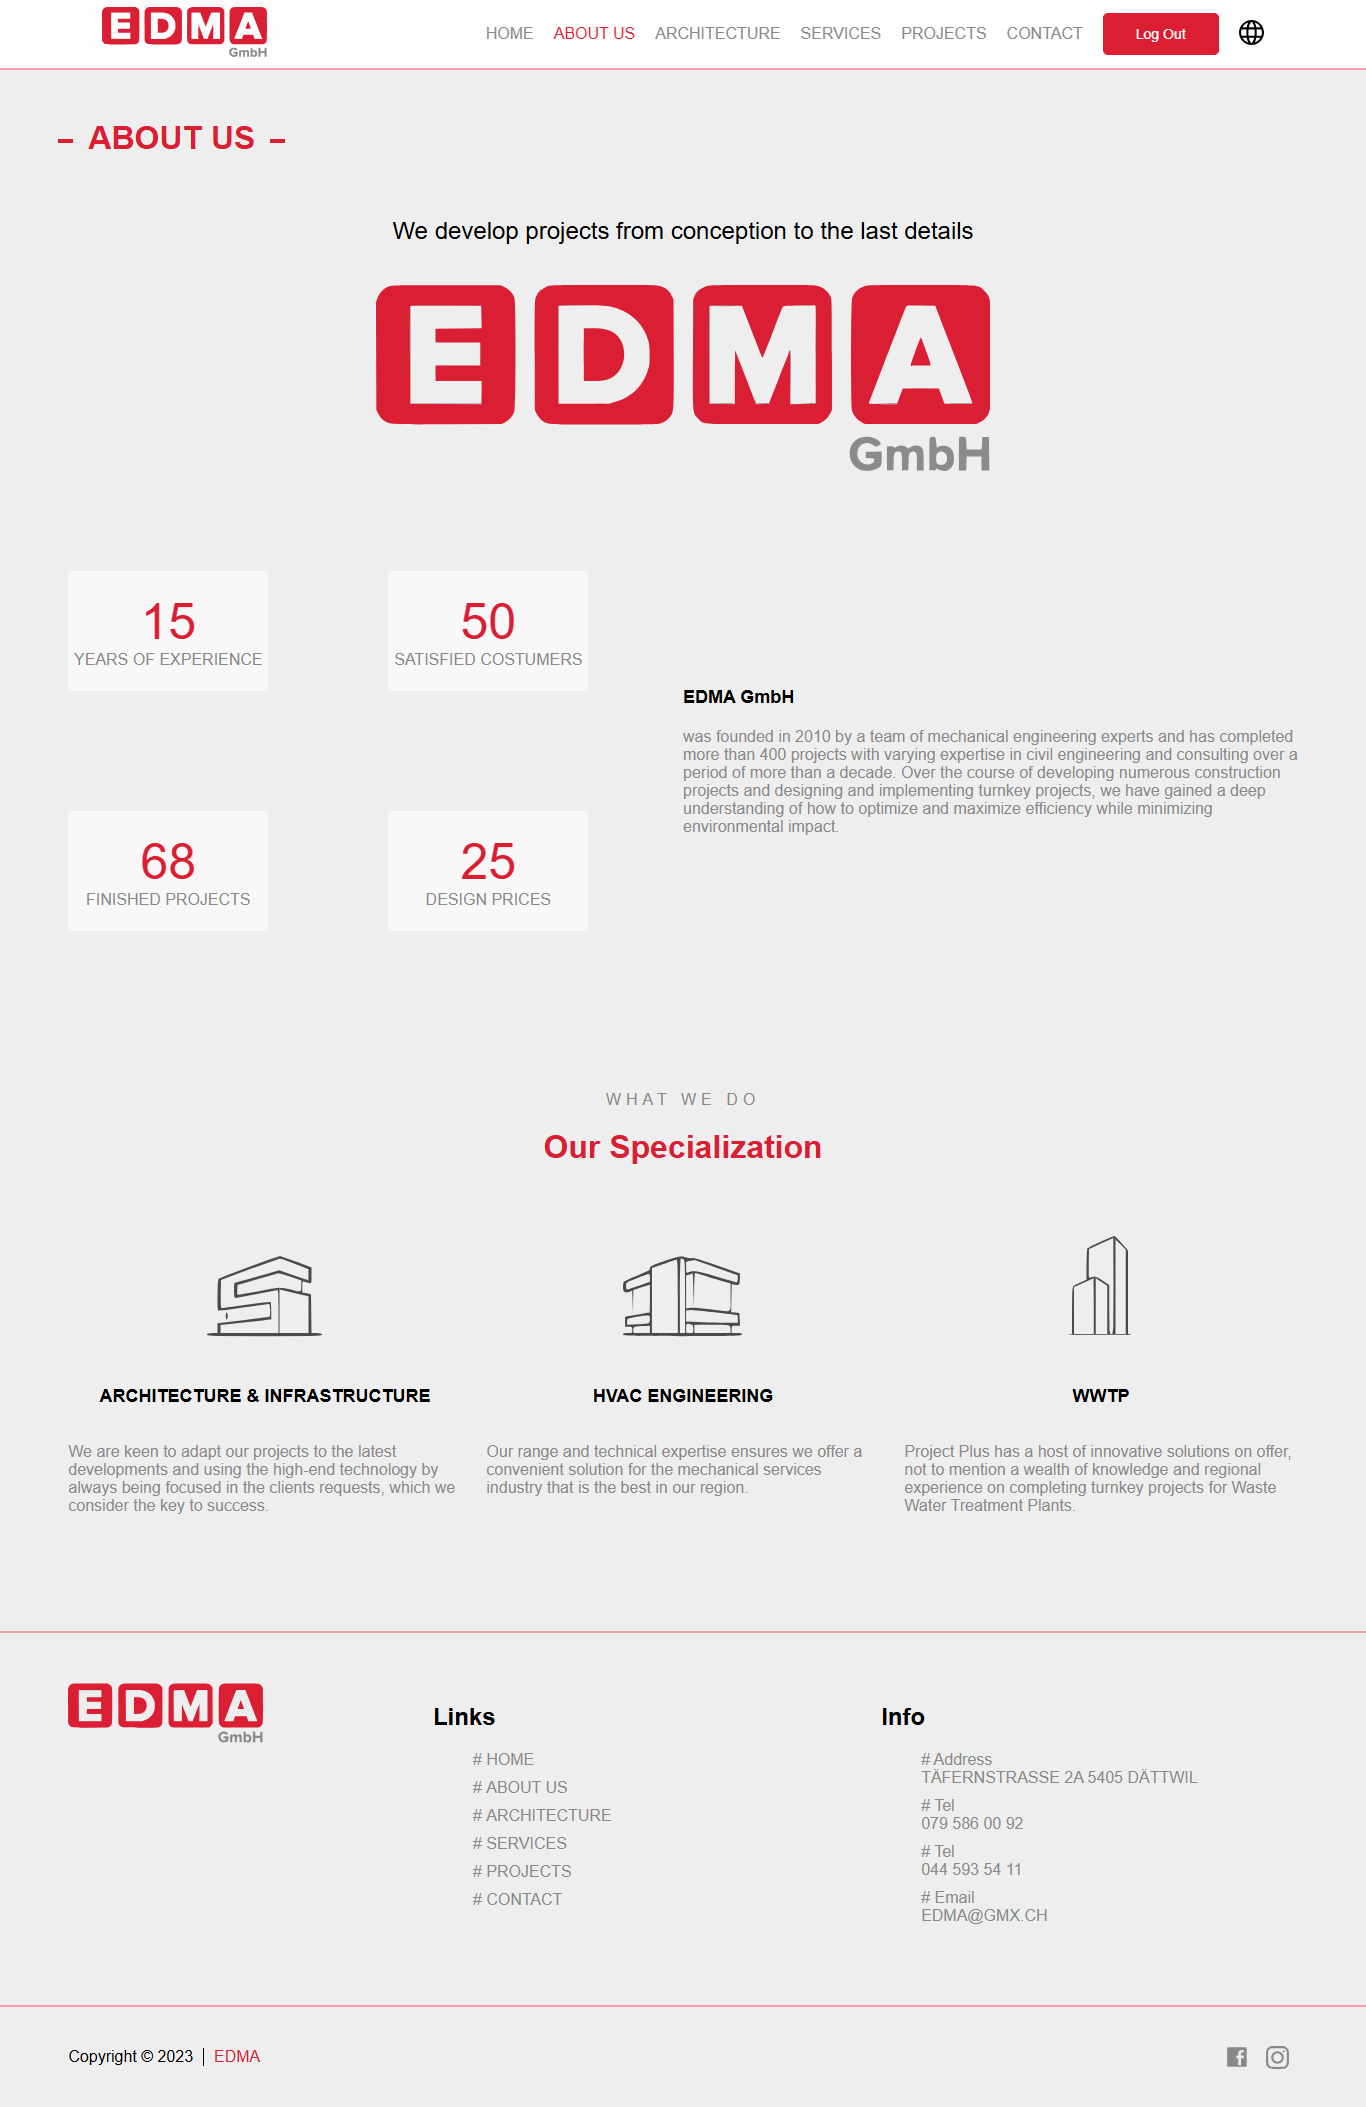 EDMA
GmbH
HOME ABOUT US ARCHITECTURE SERVICES PROJECTS CONTACT Log Out
– ABOUT US –
We develop projects from conception to the last details
EDMA
GmbH
15
YEARS OF EXPERIENCE
50
SATISFIED COSTUMERS
68
FINISHED PROJECTS
25
DESIGN PRICES
EDMA GmbH
was founded in 2010 by a team of mechanical engineering experts and has completed
more than 400 projects with varying expertise in civil engineering and consulting over a
period of more than a decade. Over the course of developing numerous construction
projects and designing and implementing turnkey projects, we have gained a deep
understanding of how to optimize and maximize efficiency while minimizing
environmental impact.
WHAT WE DO
Our Specialization
ARCHITECTURE & INFRASTRUCTURE
We are keen to adapt our projects to the latest
developments and using the high-end technology by
always being focused in the clients requests, which we
consider the key to success.
HVAC ENGINEERING
Our range and technical expertise ensures we offer a
convenient solution for the mechanical services
industry that is the best in our region.
WWTP
Project Plus has a host of innovative solutions on offer,
not to mention a wealth of knowledge and regional
experience on completing turnkey projects for Waste
Water Treatment Plants.
EDMA
GmbH
Links
# HOME
# ABOUT US
# ARCHITECTURE
# SERVICES
# PROJECTS
# CONTACT
Info
# Address
TÄFERNSTRASSE 2A 5405 DÄTTWIL
# Tel
079 586 00 92
# Tel
044 593 54 11
# Email
EDMA@GMX.CH
Copyright © 2023 | EDMA